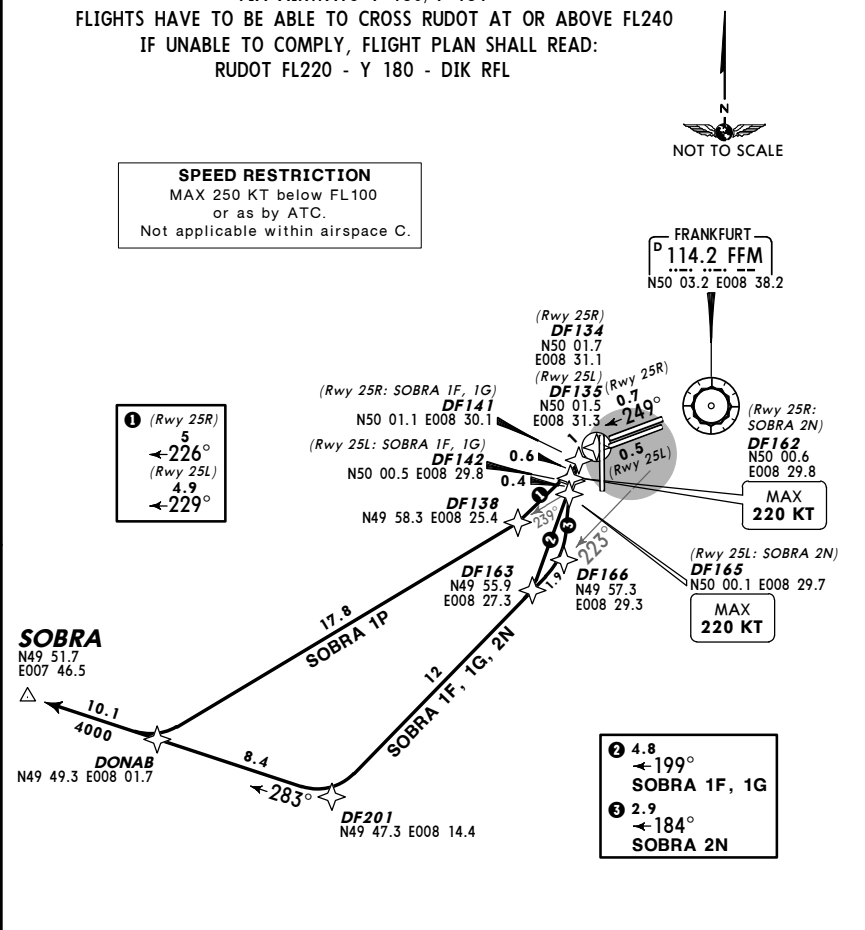 FLIGHTS HAVE TO BE ABLE TO CROSS RUDOT AT OR ABOVE FL240
IF UNABLE TO COMPLY, FLIGHT PLAN SHALL READ:
RUDOT FL220 - Y 180 - DIK RFL
N
NOT TO SCALE
SPEED RESTRICTION
MAX 250 KT below FL100
or as by ATC.
Not applicable within airspace C.
FRANKFURT
D 114.2 FFM
N50 03.2 E008 38.2
(Rwy 25R)
DF134
N50 01.7
E008 31.1
(Rwy 25L)
DF135
N50 01.5
E008 31.3
(Rwy 25R)
0.7
249°
0.5
(Rwy 25L)
(Rwy 25R: SOBRA 1F, 1G)
DF141
N50 01.1 E008 30.1
(Rwy 25L: SOBRA 1F, 1G)
DF142
N50 00.5 E008 29.8
1
0.6
0.4
(Rwy 25R:
SOBRA 2N)
DF162
N50 00.6
E008 29.8
MAX
220 KT
1 (Rwy 25R)
5
226°
(Rwy 25L)
4.9
229°
DF138
N49 58.3 E008 25.4
1
239°
2
3
223°
(Rwy 25L: SOBRA 2N)
DF165
N50 00.1 E008 29.7
MAX
220 KT
DF163
N49 55.9
E008 27.3
1.9
DF166
N49 57.3
E008 29.3
17.8
SOBRA 1P
12
SOBRA 1F, 1G, 2N
SOBRA
N49 51.7
E007 46.5
10.1
4000
DONAB
N49 49.3 E008 01.7
8.4
283°
DF201
N49 47.3 E008 14.4
2 4.8
199°
SOBRA 1F, 1G
3 2.9
184°
SOBRA 2N